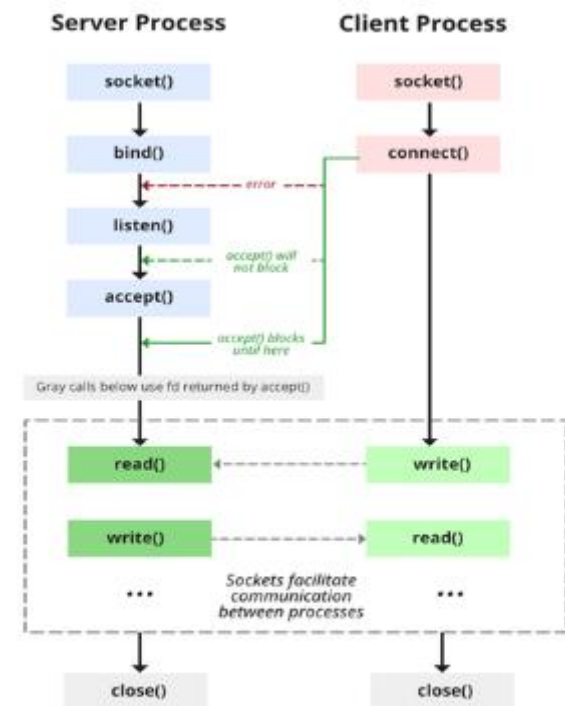 Server Process
Client Process
socket()
socket()
bind()
connect()
error
listen()
accept() will
not block
accept()
accept() blocks
until here
Gray calls below use fd returned by accept()
read()
write()
write()
read()
...
Sockets facilitate
communication
between processes
...
close()
close()